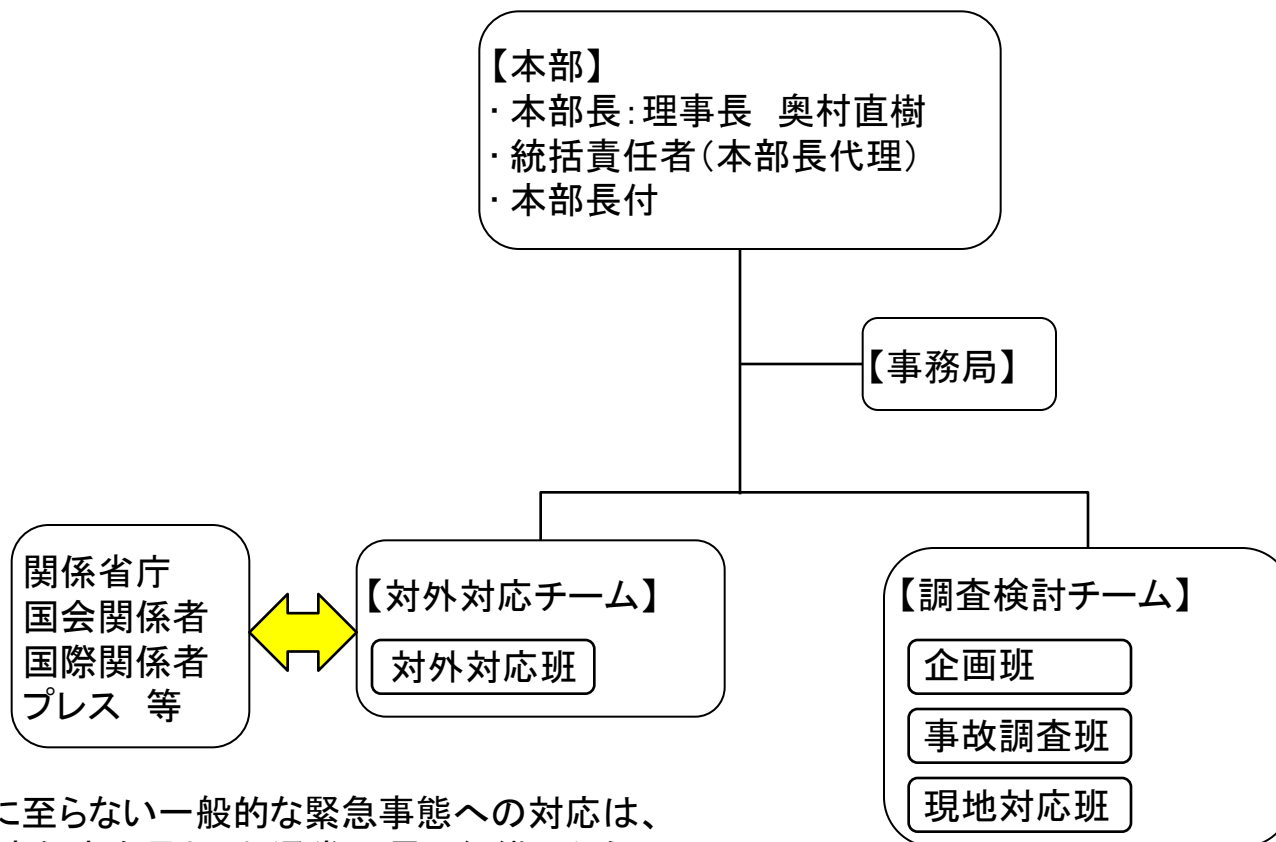 【本部】
・本部長：理事長　奥村直樹
・統括責任者（本部長代理）
・本部長付
【事務局】
関係省庁
国会関係者
国際関係者
プレス　等
【対外対応チーム】
対外対応班
【調査検討チーム】
企画班
事故調査班
現地対応班
に至らない一般的な緊急事態への対応は、